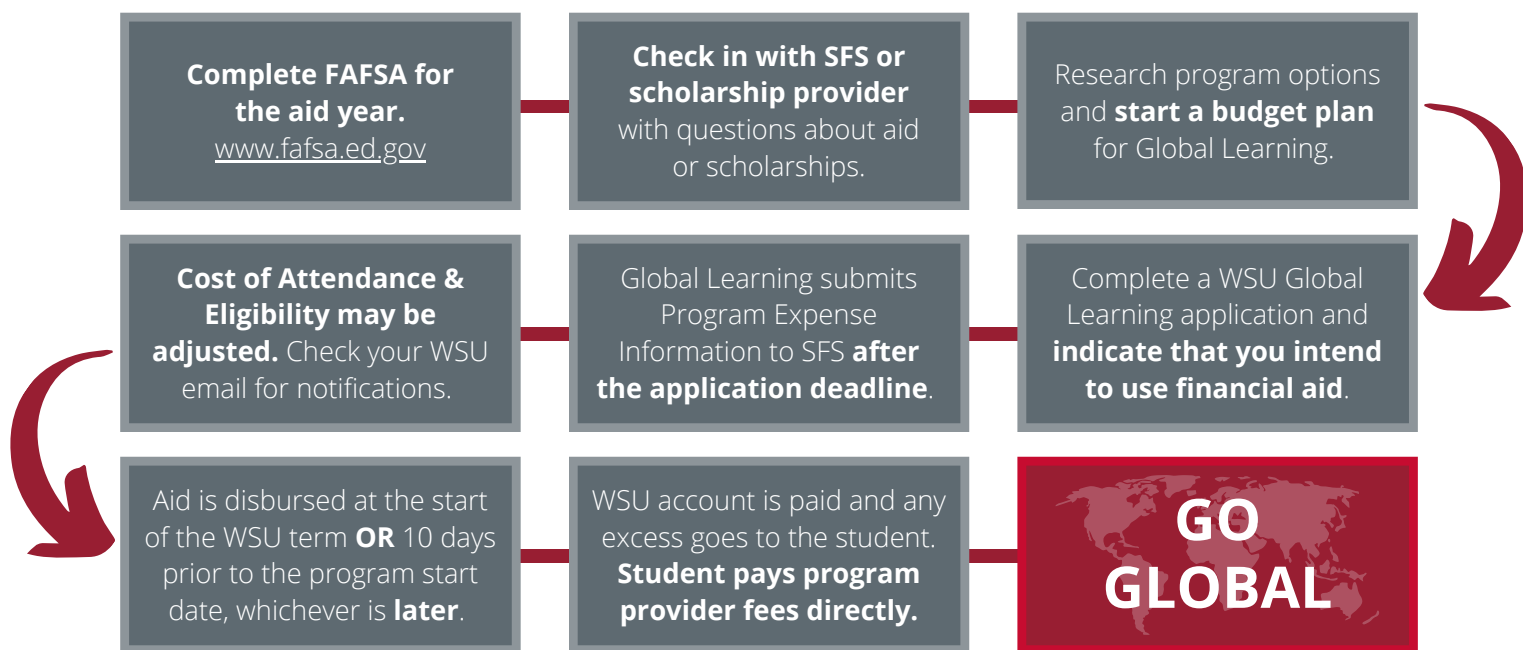 Complete FAFSA for
the aid year.
www.fafsa.ed.gov
Check in with SFS or
scholarship provider
with questions about aid
or scholarships.
Research program options
and start a budget plan
for Global Learning.
Complete a WSU Global
Learning application and
indicate that you intend
to use financial aid.
Global Learning submits
Program Expense
Information to SFS after
the application deadline.
Cost of Attendance &
Eligibility may be
adjusted. Check your WSU
email for notifications.
Aid is disbursed at the start
of the WSU term OR 10 days
prior to the program start
date, whichever is later.
WSU account is paid and any
excess goes to the student.
Student pays program
provider fees directly.
GO
GLOBAL